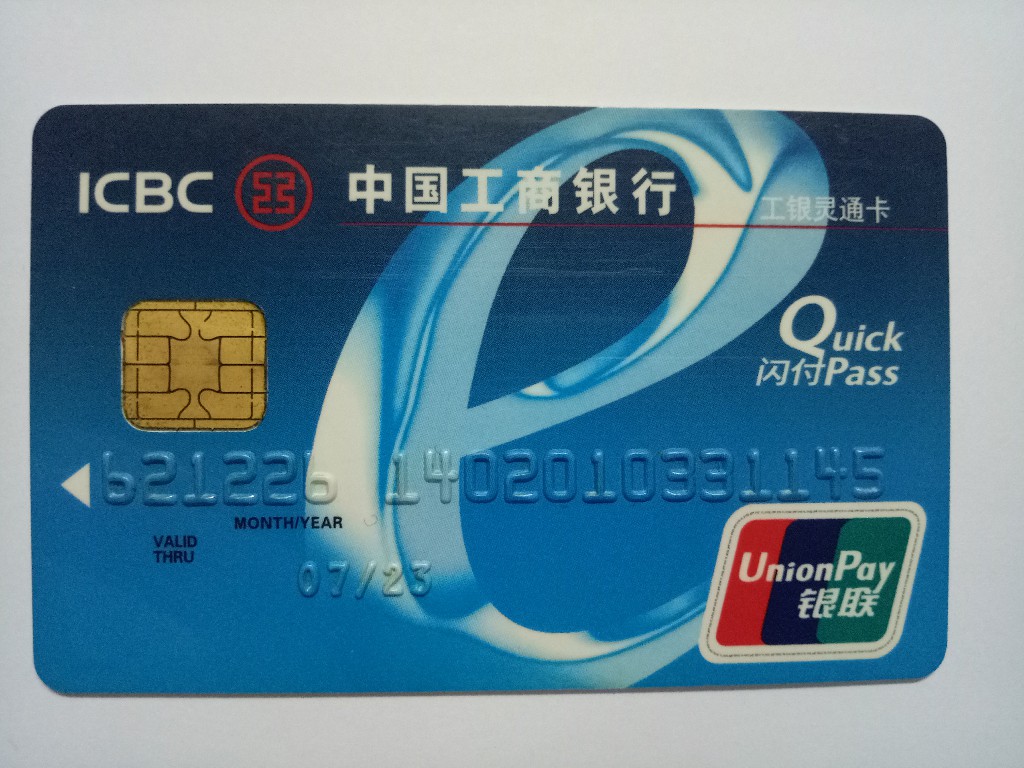 ICBC 中国工商银行
工银灵通卡
Quick
闪付Pass
621226 1402010331145
MONTH/YEAR
VALID
THRU
07/23
UnionPay
银联